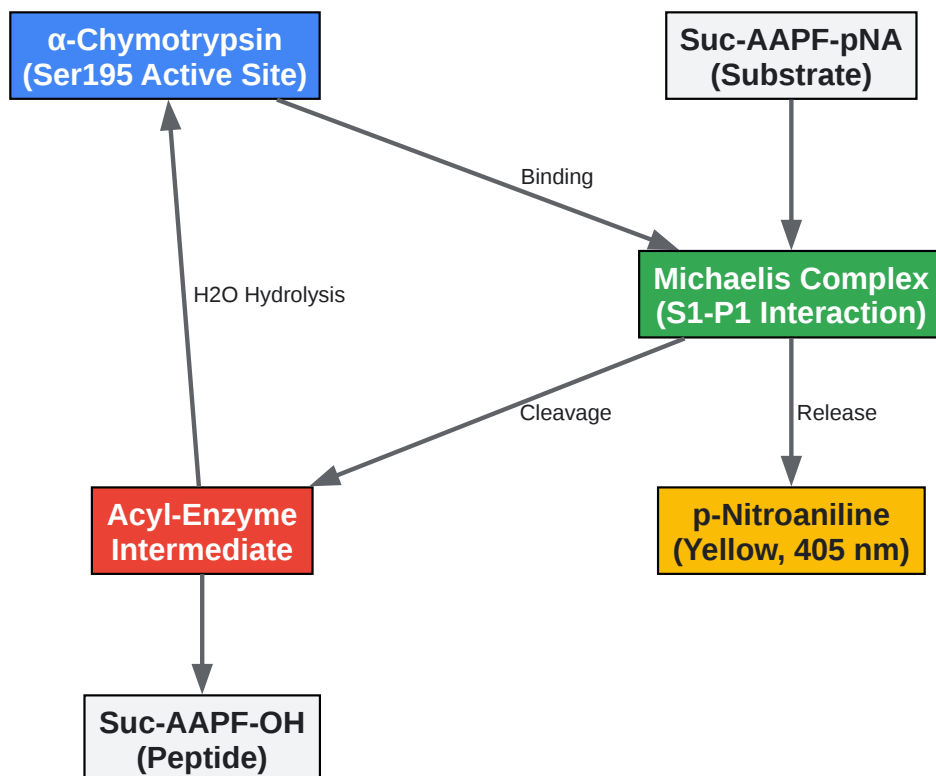 α-Chymotrypsin
(Ser195 Active Site)
Suc-AAPF-pNA
(Substrate)
Binding
Michaelis Complex
(S1-P1 Interaction)
H2O Hydrolysis
Cleavage
Release
Acyl-Enzyme
Intermediate
p-Nitroaniline
(Yellow, 405 nm)
Suc-AAPF-OH
(Peptide)